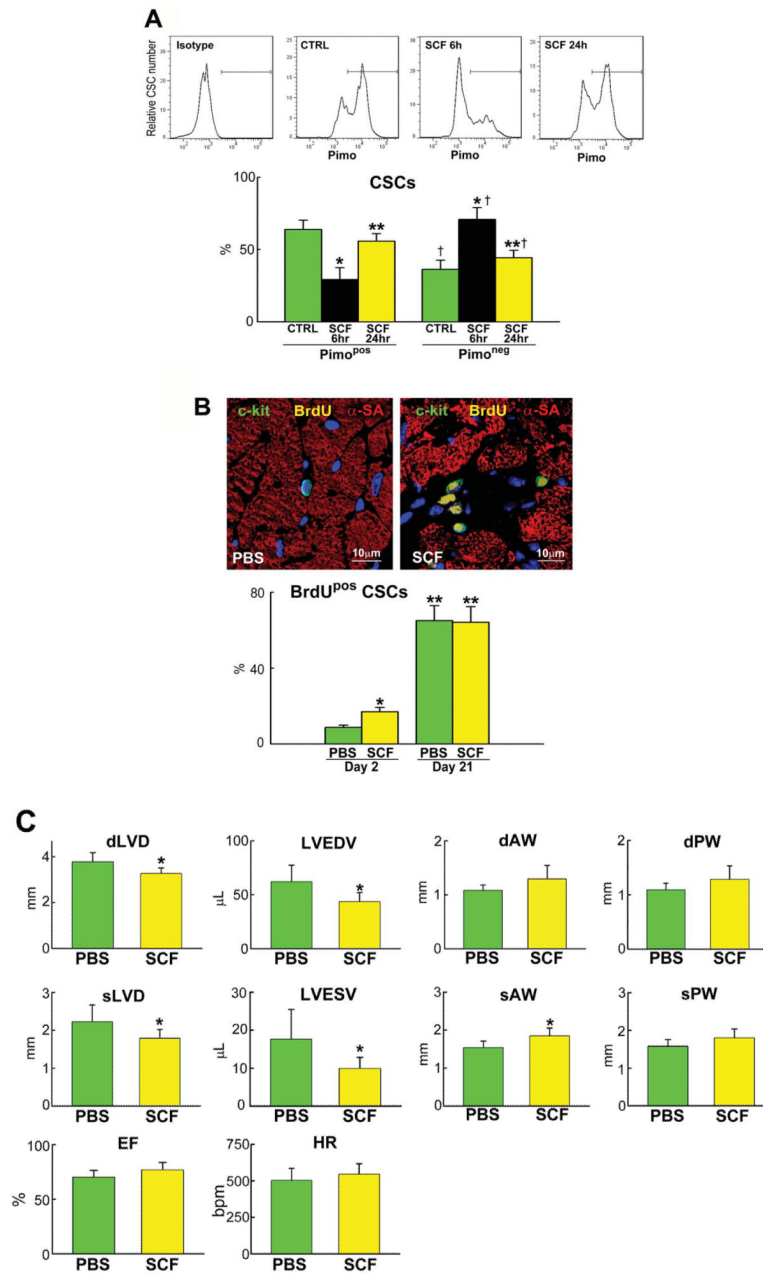 A
Isotype
CTRL
SCF 6h
SCF 24h
Relative CSC number
Pimo
Pimo
Pimo
Pimo
CSCs
100
50
0
%
* ** † *† **†
CTRL SCF 6hr SCF 24hr CTRL SCF 6hr SCF 24hr
Pimopos Pimoneg
B
c-kit BrdU α-SA
c-kit BrdU α-SA
PBS 10μm
SCF 10μm
BrdUpos CSCs
80
40
0
%
* ** **
PBS SCF PBS SCF
Day 2 Day 21
C
dLVD LVEDV dAW dPW
4 2 0 mm *
100 50 0 μL *
2 1 0 mm
2 1 0 mm
PBS SCF PBS SCF PBS SCF PBS SCF
sLVD LVESV sAW sPW
3 2 1 0 mm *
30 20 10 0 μL *
3 2 1 0 mm *
3 2 1 0 mm
PBS SCF PBS SCF PBS SCF PBS SCF
EF HR
100 50 0 %
750 500 250 0 bpm
PBS SCF PBS SCF